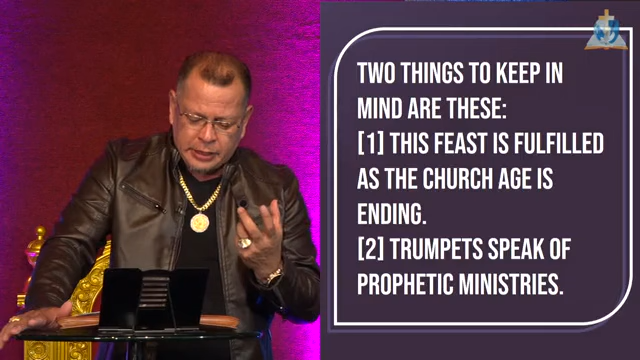 TWO THINGS TO KEEP IN
MIND ARE THESE:
[1] THIS FEAST IS FULFILLED
AS THE CHURCH AGE IS
ENDING.
[2] TRUMPETS SPEAK OF
PROPHETIC MINISTRIES.